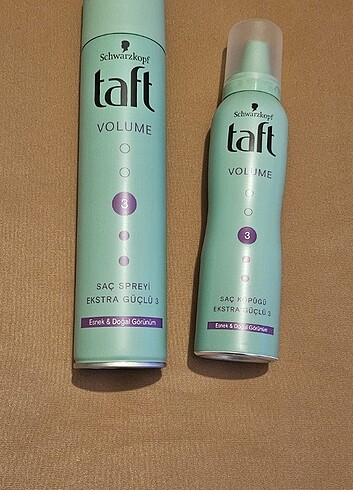 Schwarzkopf
taft
VOLUME
3
SAÇ SPREYİ
EKSTRA GÜÇLÜ 3
Esnek & Doğal Görünüm
Schwarzkopf
taft
VOLUME
3
SAÇ KÖPÜĞÜ
EKSTRA GÜÇLÜ 3
Esnek & Doğal Görünüm